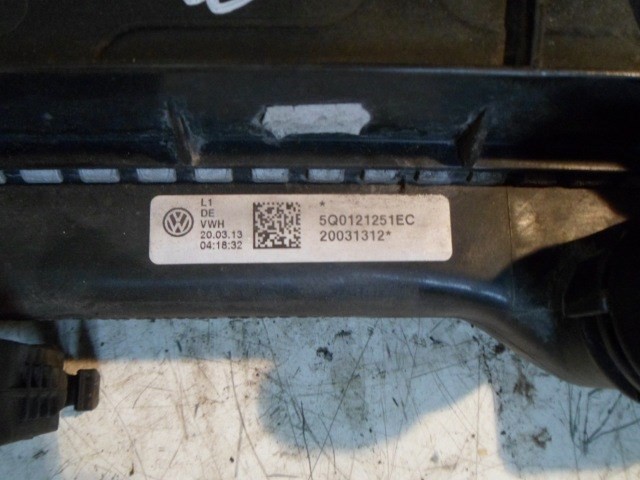 L1
DE
VWH
20.03.13
04:18:32
*
5Q0121251EC
20031312*